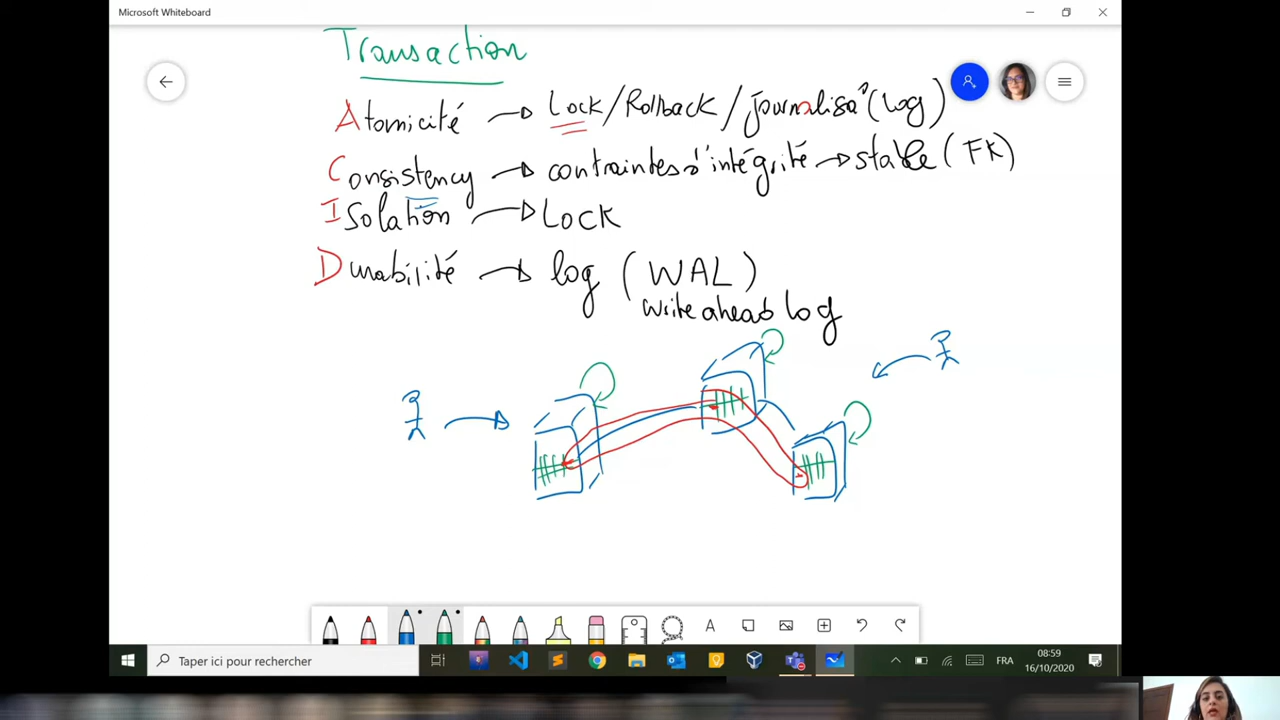 Microsoft Whiteboard
Transaction
Atomicité → Lock/Rollback/journalisa°(log)
Consistency → contraintes d'intégrité → stable (FK)
Isolation → Lock
Durabilité → log (WAL)
write ahead log
Taper ici pour rechercher
FRA
08:59
16/10/2020